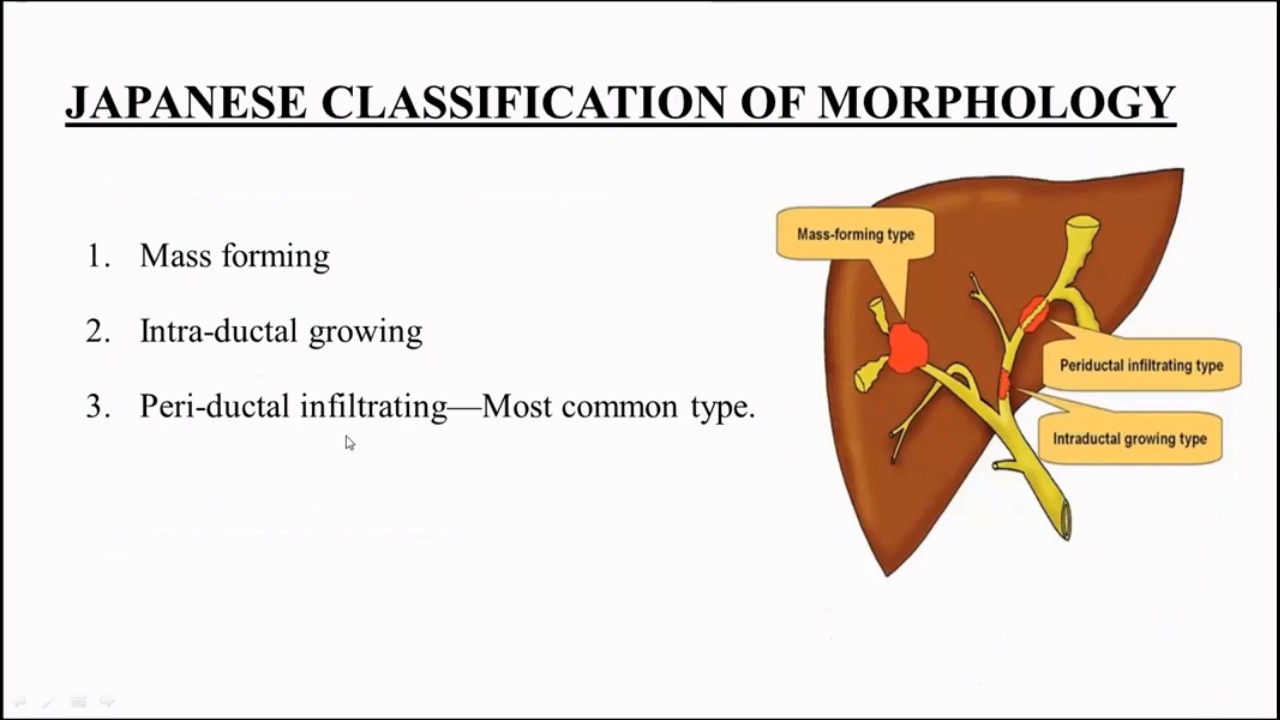 JAPANESE CLASSIFICATION OF MORPHOLOGY
1. Mass forming
2. Intra-ductal growing
3. Peri-ductal infiltrating—Most common type.
Mass-forming type
Periductal infiltrating type
Intraductal growing type